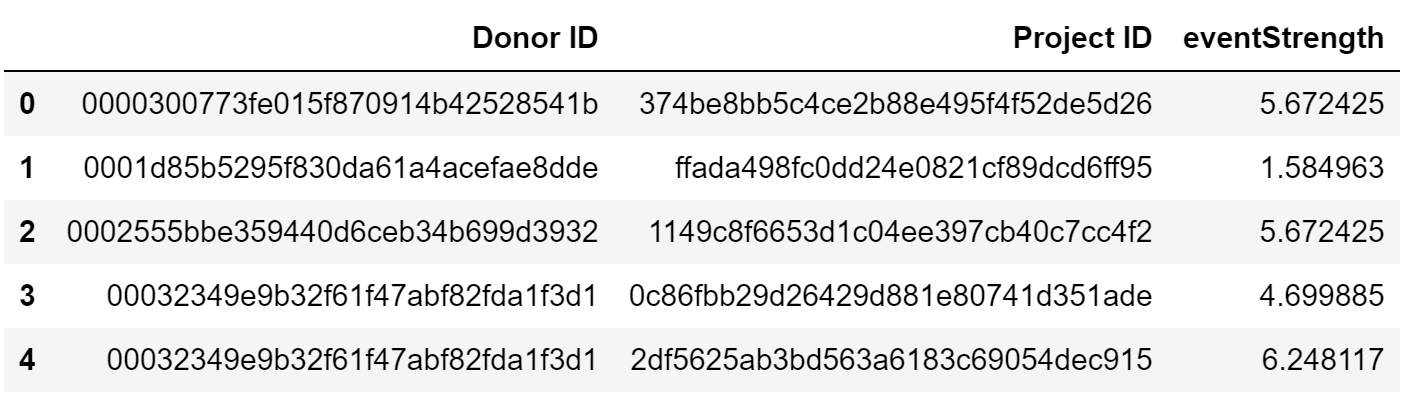 Donor ID Project ID eventStrength
0 0000300773fe015f870914b42528541b 374be8bb5c4ce2b88e495f4f52de5d26 5.672425
1 0001d85b5295f830da61a4acefae8dde ffada498fc0dd24e0821cf89dcd6ff95 1.584963
2 0002555bbe359440d6ceb34b699d3932 1149c8f6653d1c04ee397cb40c7cc4f2 5.672425
3 00032349e9b32f61f47abf82fda1f3d1 0c86fbb29d26429d881e80741d351ade 4.699885
4 00032349e9b32f61f47abf82fda1f3d1 2df5625ab3bd563a6183c69054dec915 6.248117